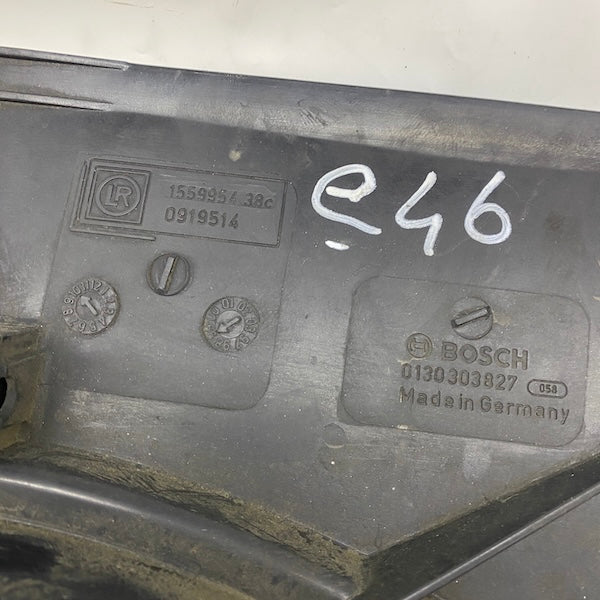 LR
1559954 38c
0919514
e46
BOSCH
0130303827 058
Made in Germany